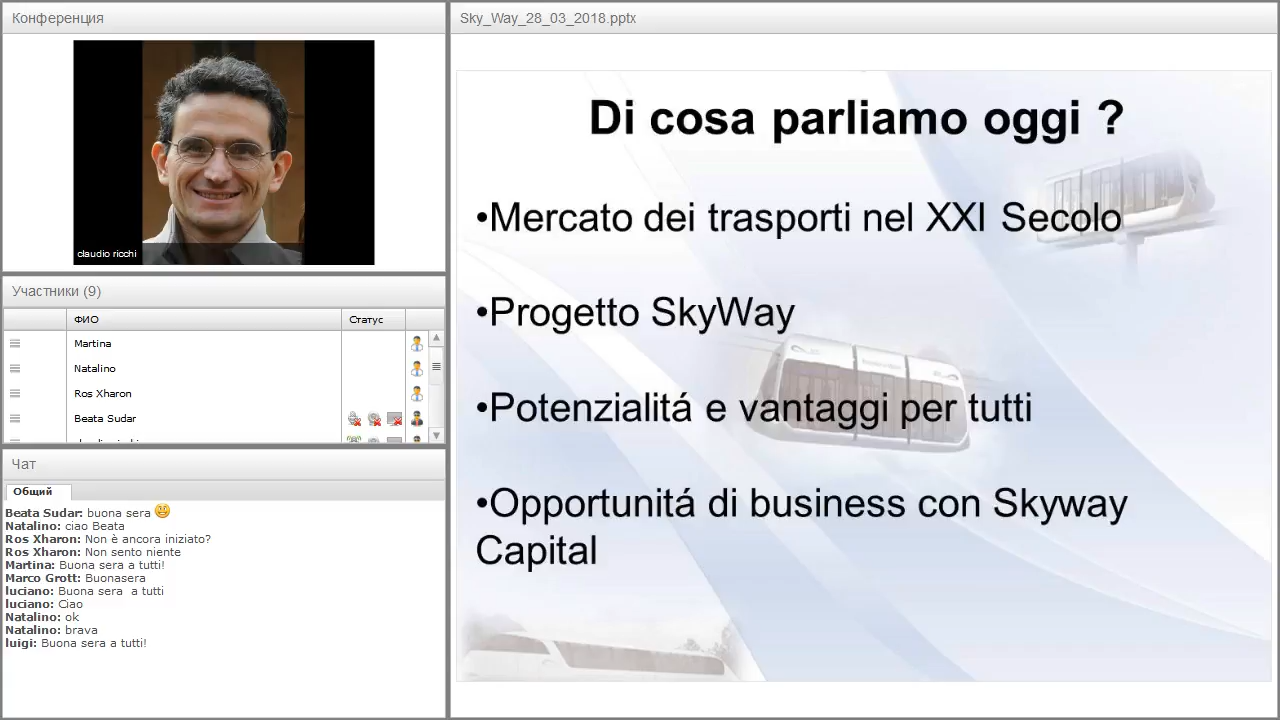 Конференция
claudio ricchi
Участники (9)
ФИО Статус
Martina
Natalino
Ros Xharon
Beata Sudar
Чат
Общий
Beata Sudar: buona sera
Natalino: ciao Beata
Ros Xharon: Non è ancora iniziato?
Ros Xharon: Non sento niente
Martina: Buona sera a tutti!
Marco Grott: Buonasera
luciano: Buona sera  a tutti
luciano: Ciao
Natalino: ok
Natalino: brava
luigi: Buona sera a tutti!
Sky_Way_28_03_2018.pptx
Di cosa parliamo oggi ?
•Mercato dei trasporti nel XXI Secolo
•Progetto SkyWay
•Potenzialitá e vantaggi per tutti
•Opportunitá di business con Skyway
Capital